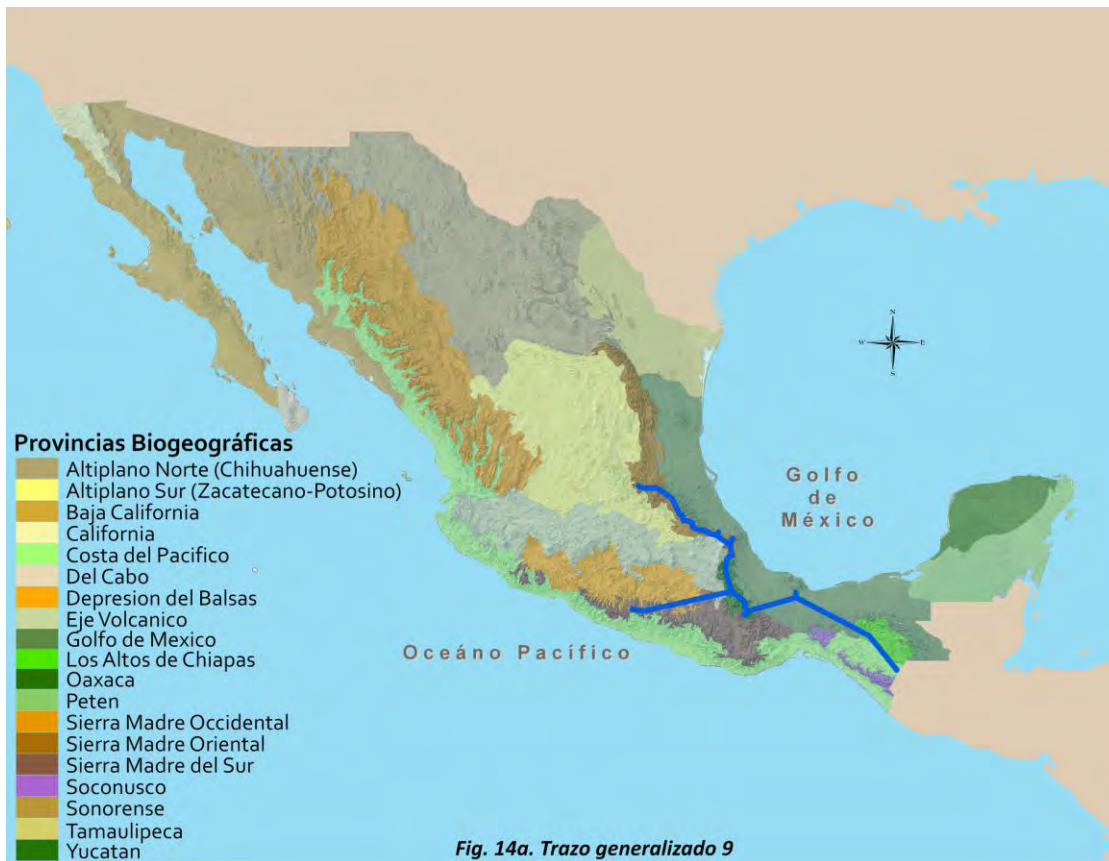 N
W E
S
Provincias Biogeográficas
Altiplano Norte (Chihuahuense)
Altiplano Sur (Zacatecano-Potosino)
Baja California
California
Costa del Pacifico
Del Cabo
Depresion del Balsas
Eje Volcanico
Golfo de Mexico
Los Altos de Chiapas
Oaxaca
Peten
Sierra Madre Occidental
Sierra Madre Oriental
Sierra Madre del Sur
Soconusco
Sonorense
Tamaulipeca
Yucatan
Golfo
de
México
Oceáno Pacífico
Fig. 14a. Trazo generalizado 9